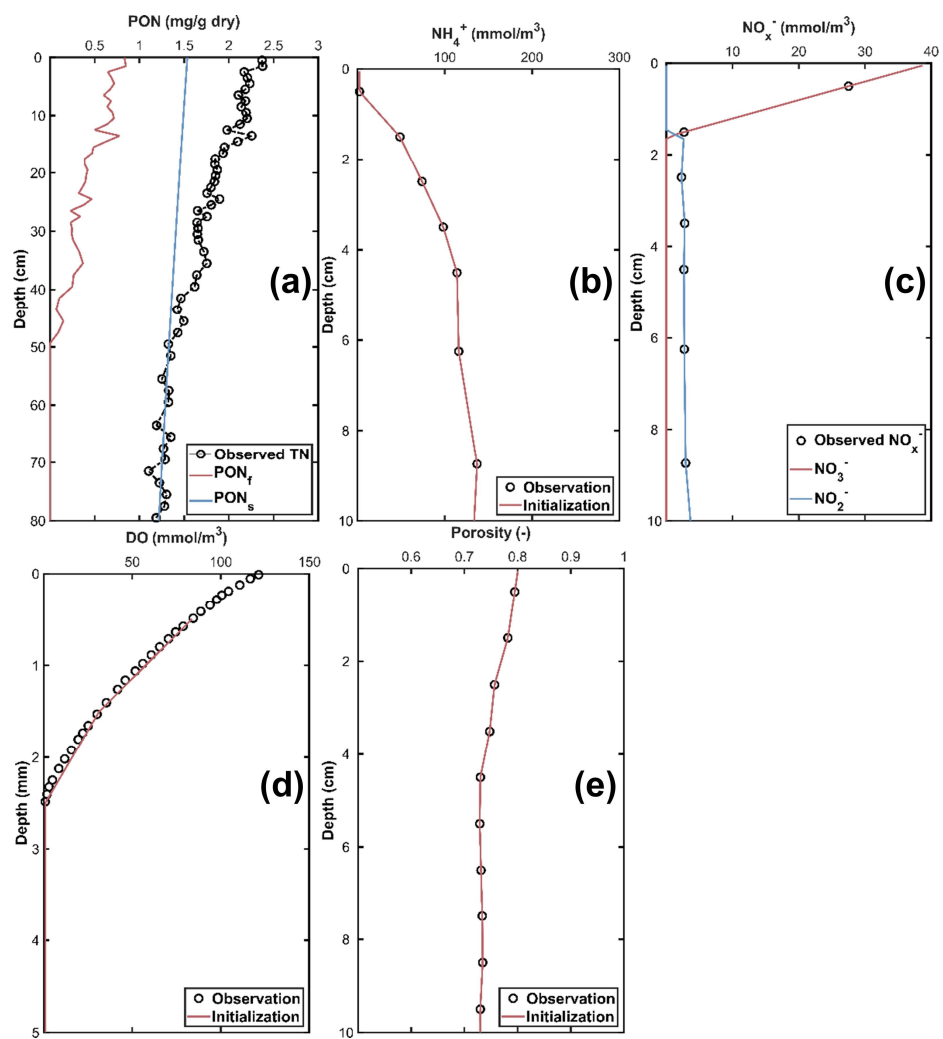 PON (mg/g dry)
0.5 1 1.5 2 2.5 3
0
10
20
30
40
50
60
70
80
Depth (cm)
(a)
Observed TN
PONf
PONs
NH4+ (mmol/m3)
0 100 200 300
0
2
4
6
8
10
Depth (cm)
(b)
Observation
Initialization
NOx- (mmol/m3)
0 10 20 30 40
0
2
4
6
8
10
Depth (cm)
(c)
Observed NOx-
NO3-
NO2-
DO (mmol/m3)
50 100 150
0
1
2
3
4
5
Depth (mm)
(d)
Observation
Initialization
Porosity (-)
0.6 0.7 0.8 0.9 1
0
2
4
6
8
10
Depth (cm)
(e)
Observation
Initialization